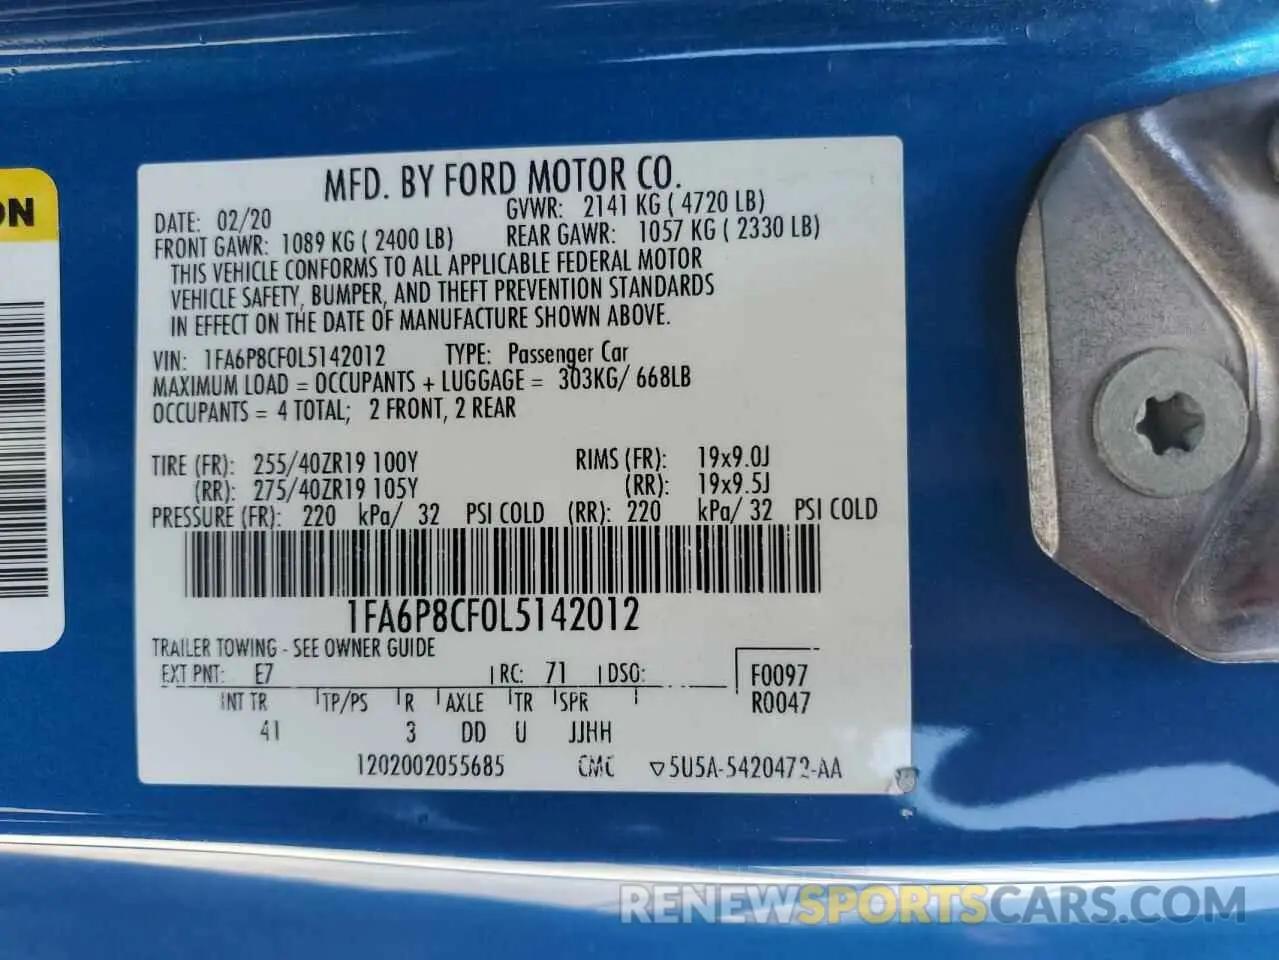 ON
MFD. BY FORD MOTOR CO.
DATE: 02/20 GVWR: 2141 KG ( 4720 LB)
FRONT GAWR: 1089 KG ( 2400 LB) REAR GAWR: 1057 KG ( 2330 LB)
THIS VEHICLE CONFORMS TO ALL APPLICABLE FEDERAL MOTOR
VEHICLE SAFETY, BUMPER, AND THEFT PREVENTION STANDARDS
IN EFFECT ON THE DATE OF MANUFACTURE SHOWN ABOVE.
VIN: 1FA6P8CF0L5142012 TYPE: Passenger Car
MAXIMUM LOAD = OCCUPANTS + LUGGAGE = 303KG/ 668LB
OCCUPANTS = 4 TOTAL; 2 FRONT, 2 REAR
TIRE (FR): 255/40ZR19 100Y RIMS (FR): 19x9.0J
(RR): 275/40ZR19 105Y (RR): 19x9.5J
PRESSURE (FR): 220 kPa/ 32 PSI COLD (RR): 220 kPa/ 32 PSI COLD
1FA6P8CF0L5142012
TRAILER TOWING - SEE OWNER GUIDE
EXT PNT: E7 RC: 71 DSO: F0097
INT TR TP/PS R AXLE TR SPR R0047
41 3 DD U JJHH
1202002055685 CMC ▽5U5A-5420472-AA
RENEWSPORTSCARS.COM